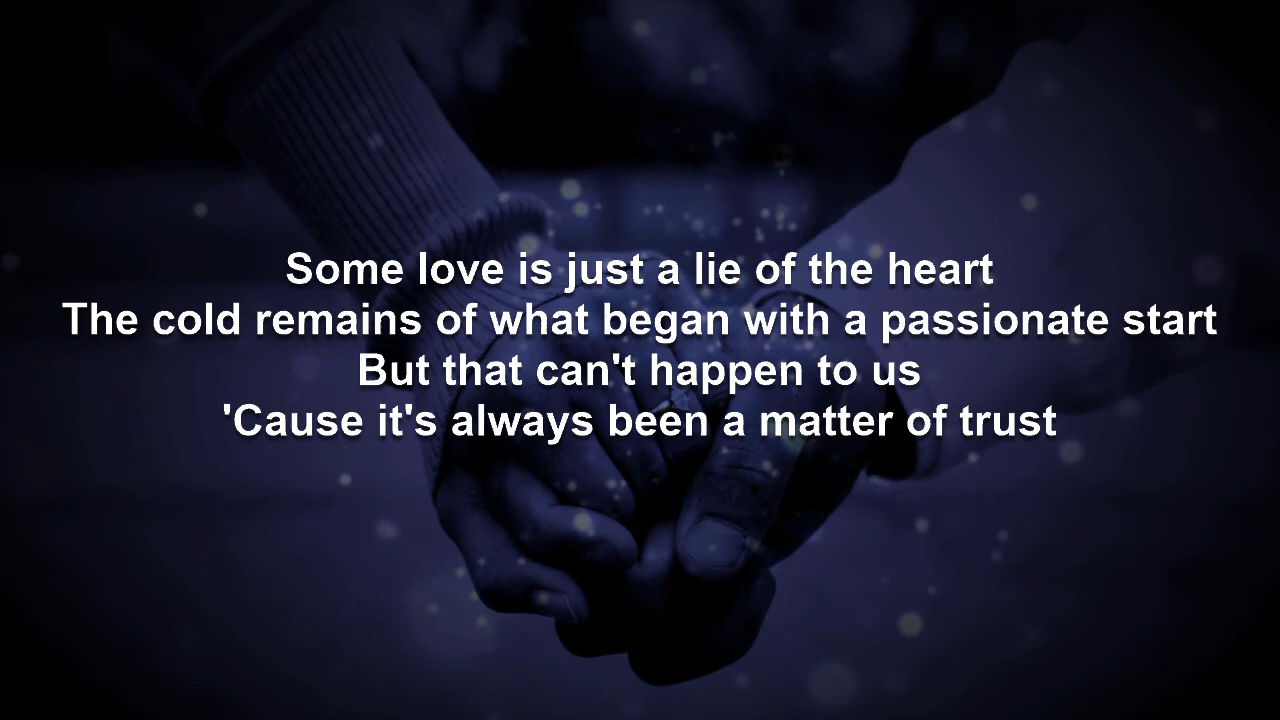 Some love is just a lie of the heart
The cold remains of what began with a passionate start
But that can't happen to us
'Cause it's always been a matter of trust